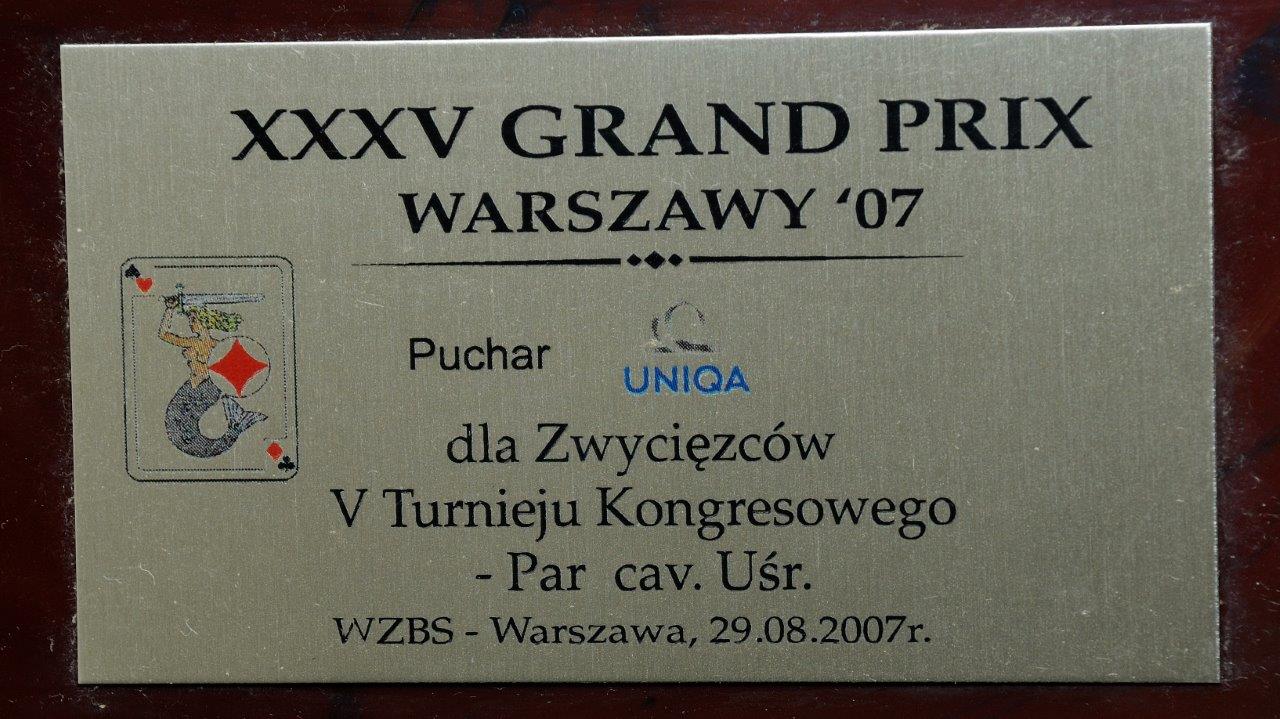 XXXV GRAND PRIX
WARSZAWY ‘07
Puchar UNIQA
dla Zwycięzców
V Turnieju Kongresowego
- Par cav. Uśr.
WZBS - Warszawa, 29.08.2007r.